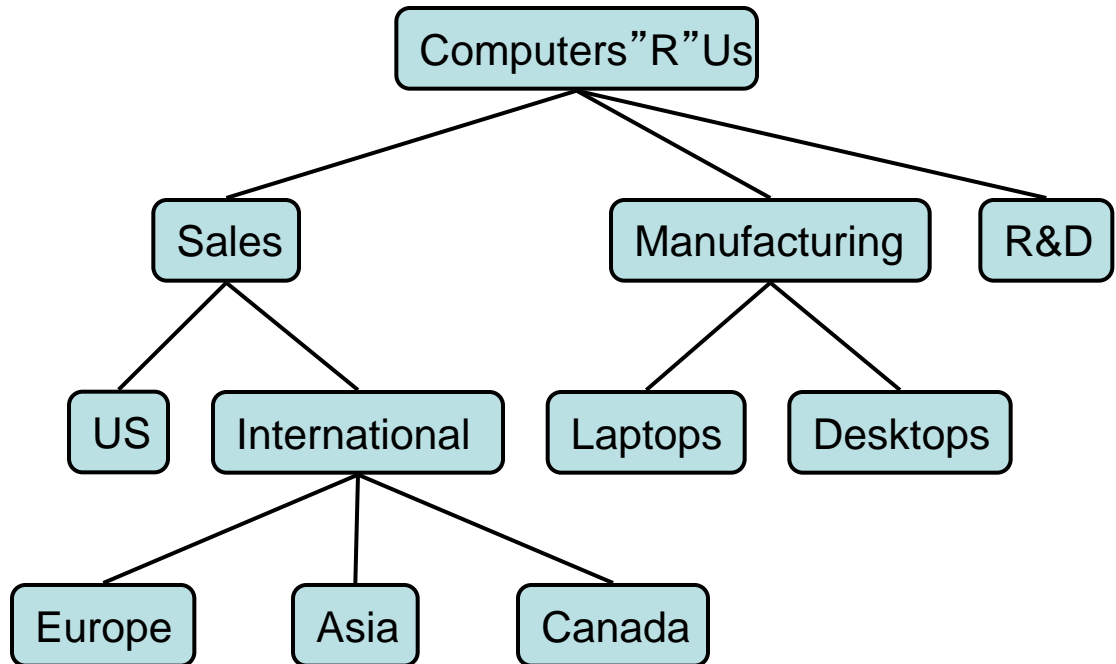 Computers”R”Us
Sales
Manufacturing
R&D
US
International
Laptops
Desktops
Europe
Asia
Canada